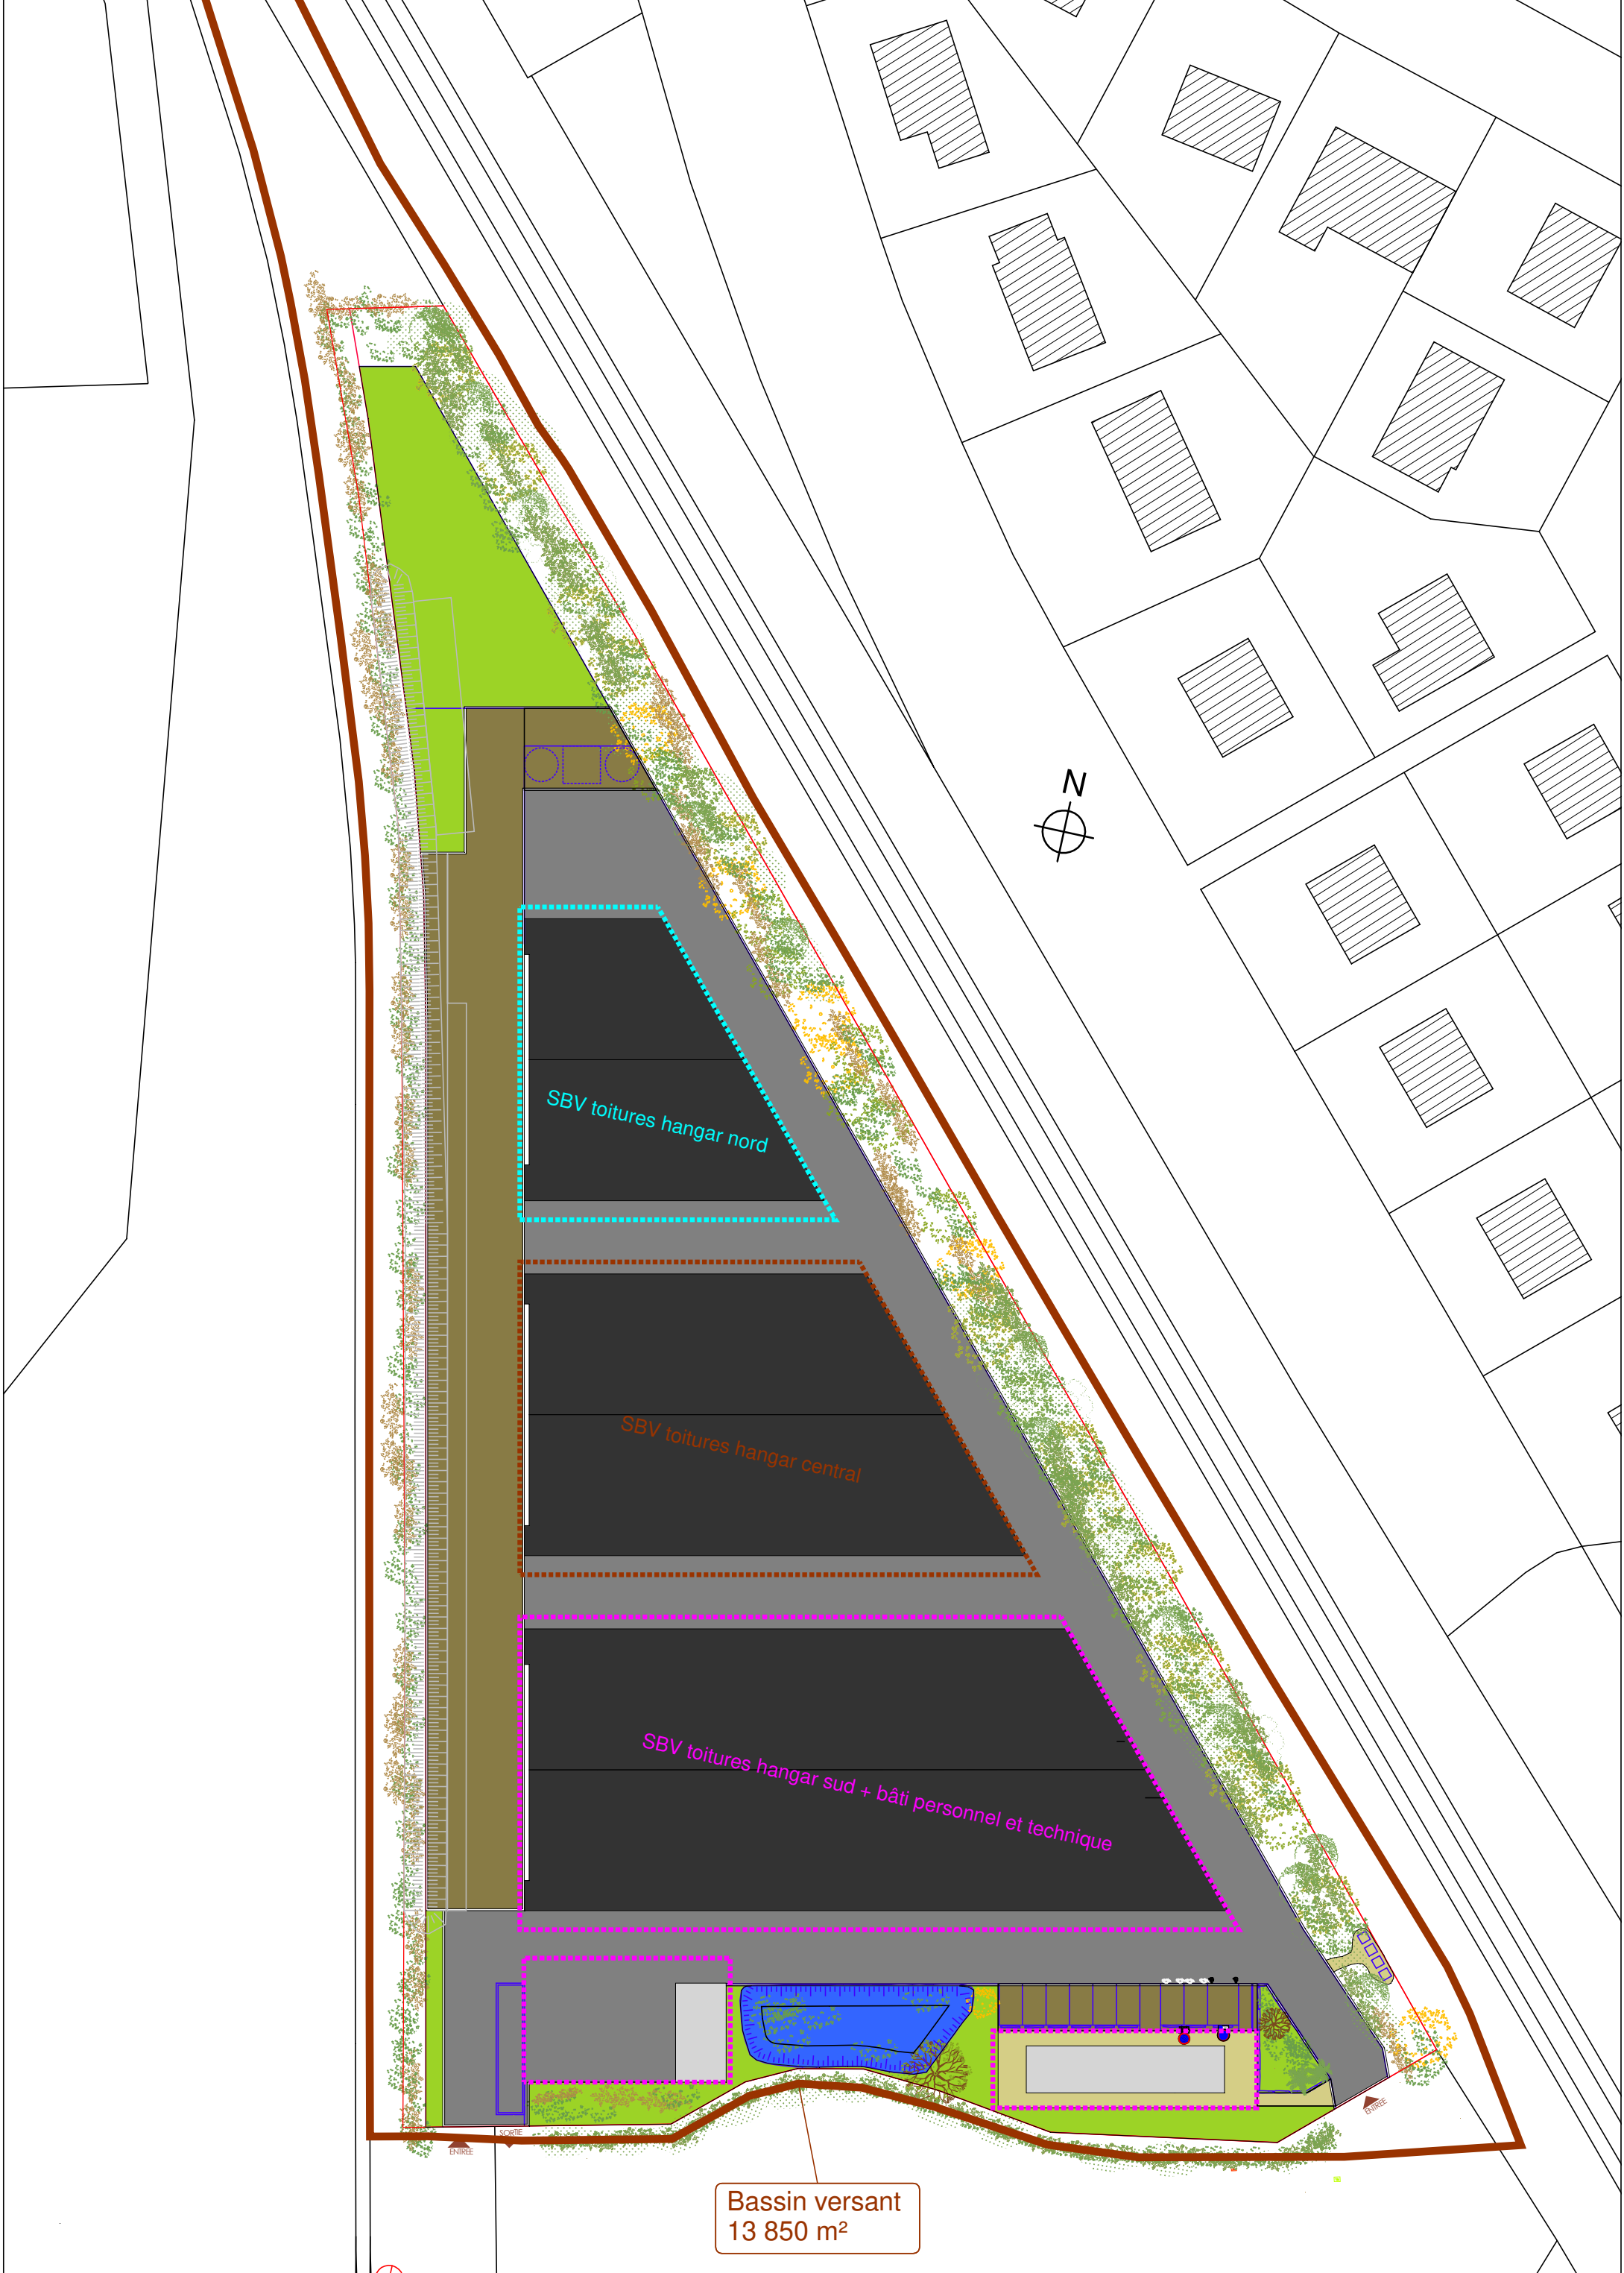 N
SBV toitures hangar nord
SBV toitures hangar central
SBV toitures hangar sud + bâti personnel et technique
ENTREE
SORTIE
ENTREE
Bassin versant
13 850 m²